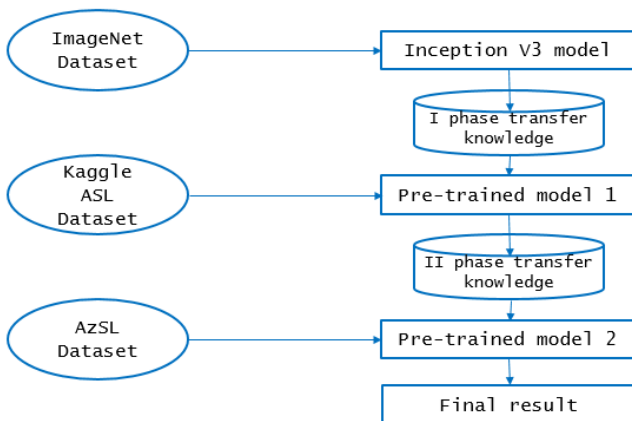 ImageNet
Dataset
Inception V3 model
I phase transfer
knowledge
Kaggle
ASL
Dataset
Pre-trained model 1
II phase transfer
knowledge
AzSL
Dataset
Pre-trained model 2
Final result